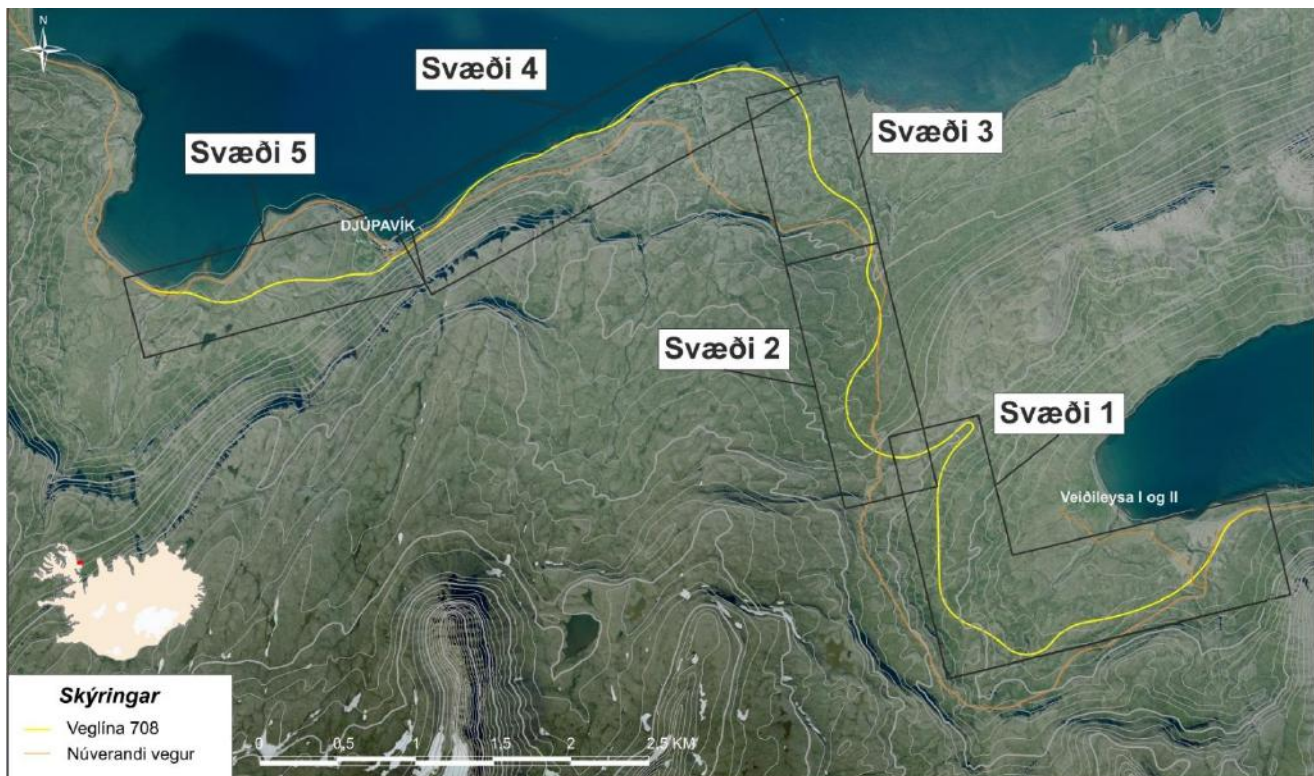 N
Svæði 4
Svæði 5
Svæði 3
DJÚPAVÍK
Svæði 2
Svæði 1
Veiðileysa I og II
Skýringar
Veglína 708
Núverandi vegur
0 0,5 1 1,5 2 2,5 KM